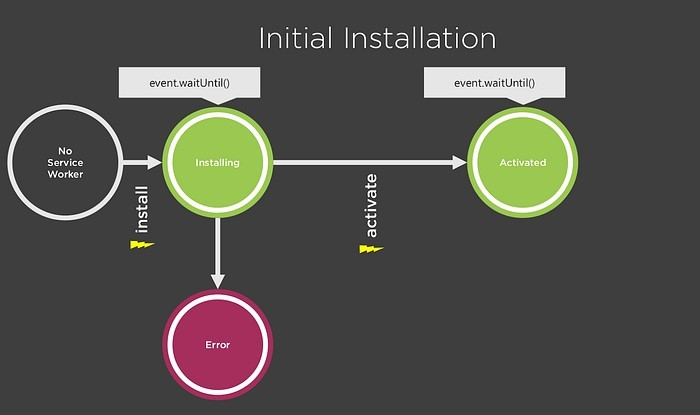 Initial Installation
event.waitUntil()
event.waitUntil()
No
Service
Worker
Installing
Activated
install
activate
Error